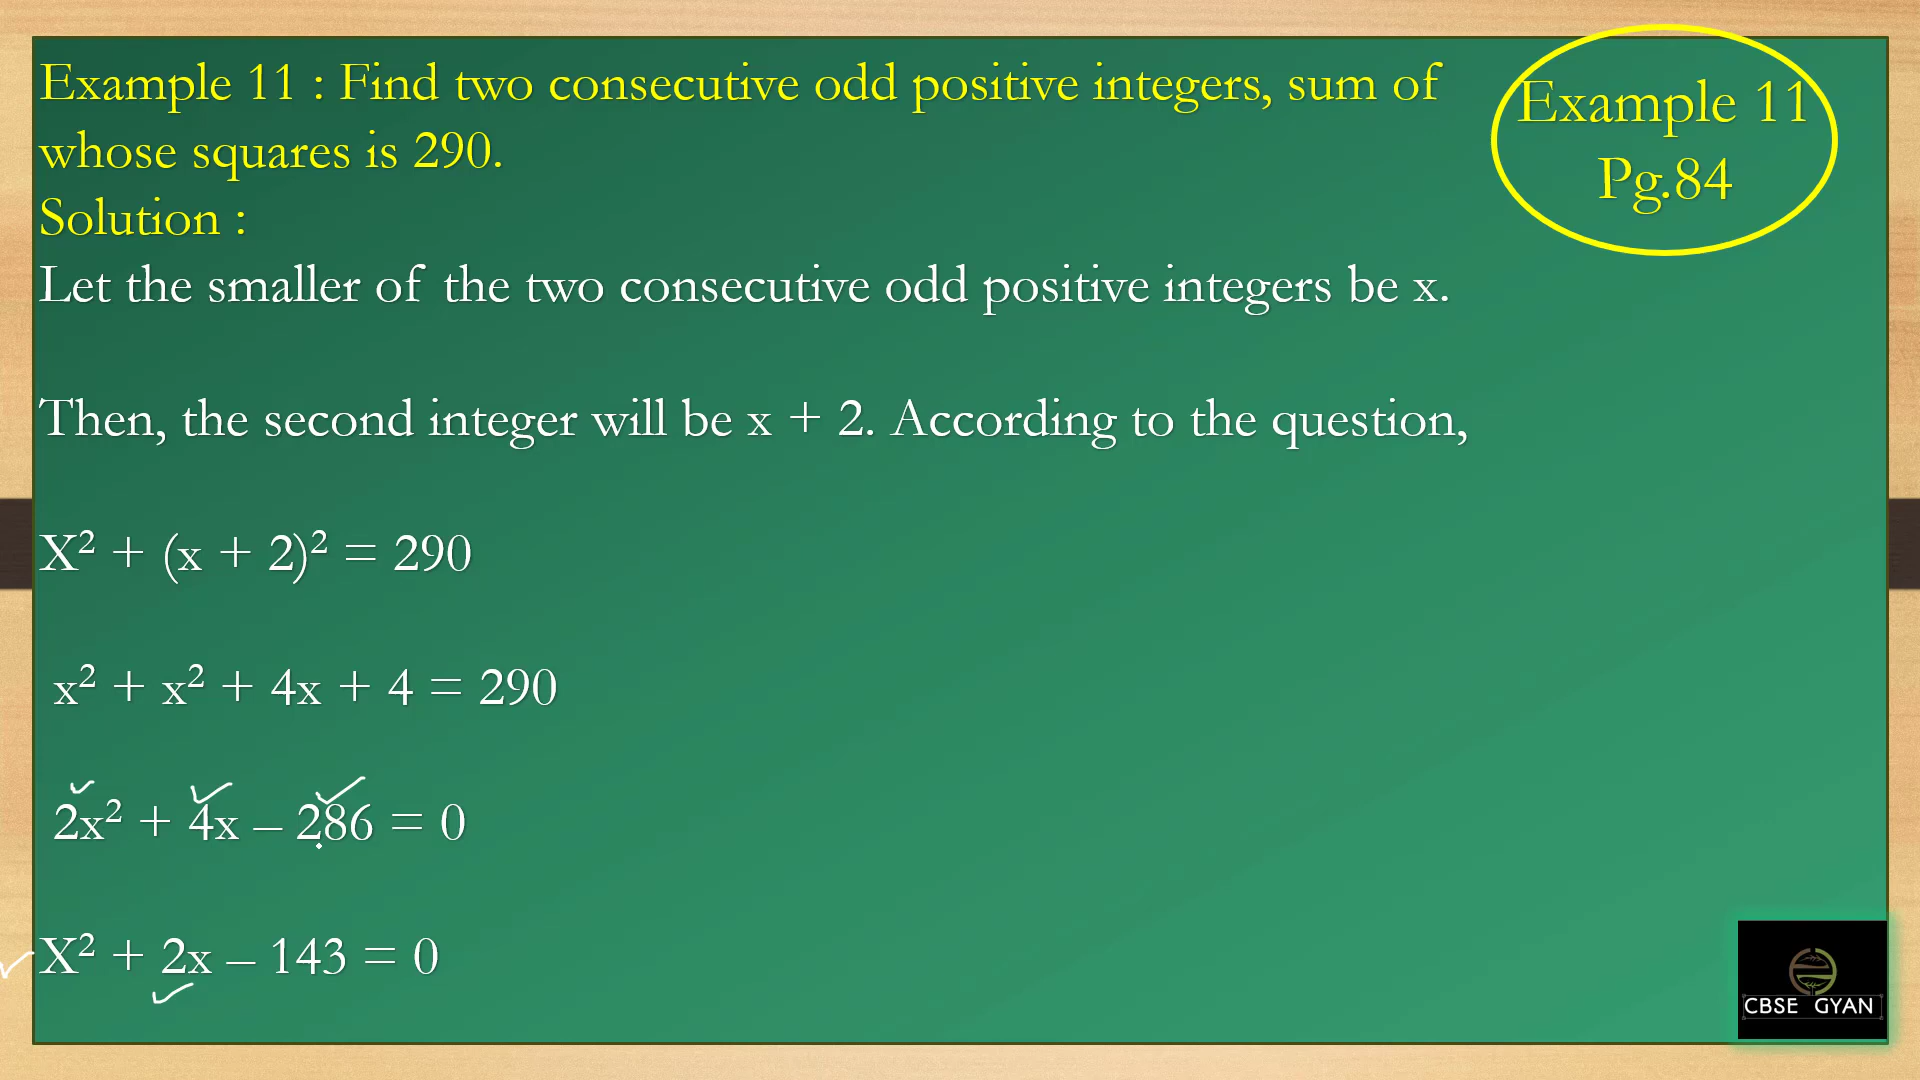 Example 11 : Find two consecutive odd positive integers, sum of
whose squares is 290.
Solution :
Let the smaller of the two consecutive odd positive integers be x.
Then, the second integer will be x + 2. According to the question,
X² + (x + 2)² = 290
x² + x² + 4x + 4 = 290
2x² + 4x – 286 = 0
X² + 2x – 143 = 0
Example 11
Pg.84
CBSE GYAN